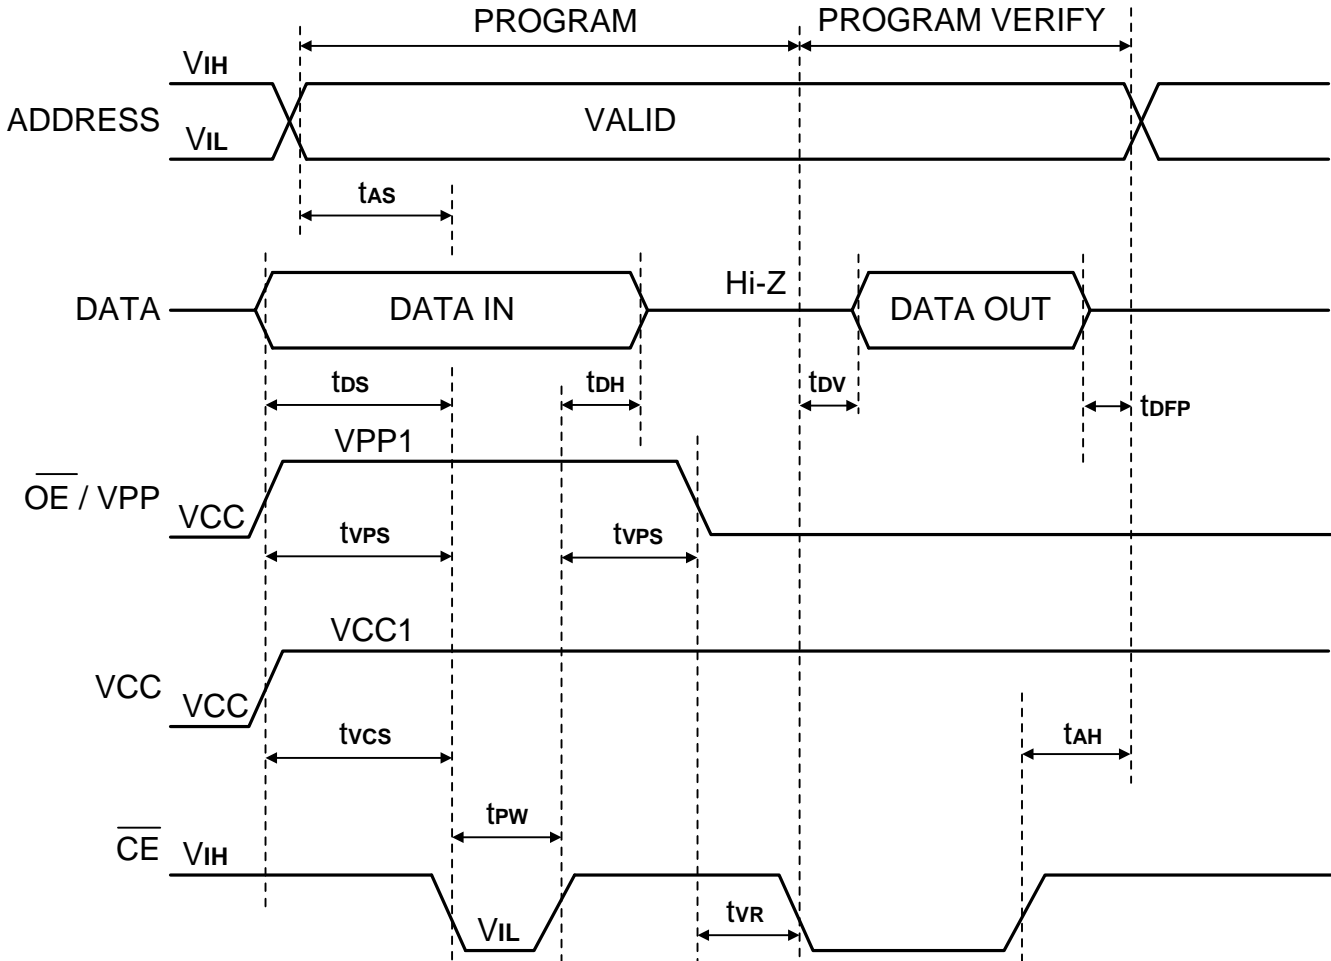 PROGRAM PROGRAM VERIFY
VIH
ADDRESS VALID
VIL
tAS
Hi-Z
DATA DATA IN DATA OUT
tDS tDH tDV tDFP
VPP1
OE / VPP VCC
tVPS tVPS
VCC1
VCC VCC
tVCS tAH
tPW
CE VIH
VIL tVR